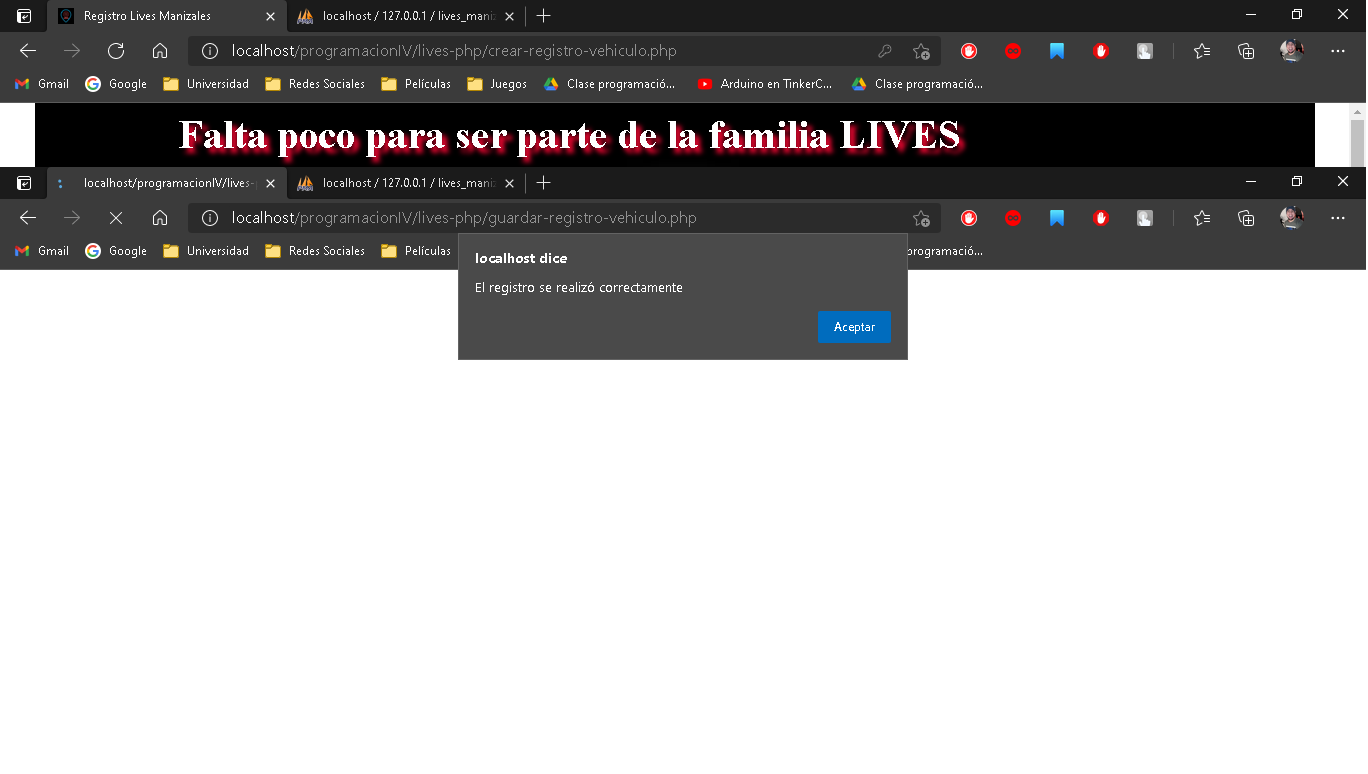 Registro Lives Manizales
localhost / 127.0.0.1 / lves_maniz
localhost/programacionIV/lives-php/crear-registro-vehiculo.php
Gmail Google Universidad Redes Sociales Películas Juegos Clase programació... Arduino en TinkerC... Clase programació...
Falta poco para ser parte de la familia LIVES
localhost/programacionIV/lives-p
localhost / 127.0.0.1 / lives_maniz
localhost/programacionIV/lives-php/guardar-registro-vehiculo.php
Gmail Google Universidad Redes Sociales Películas programació...
localhost dice
El registro se realizó correctamente
Aceptar